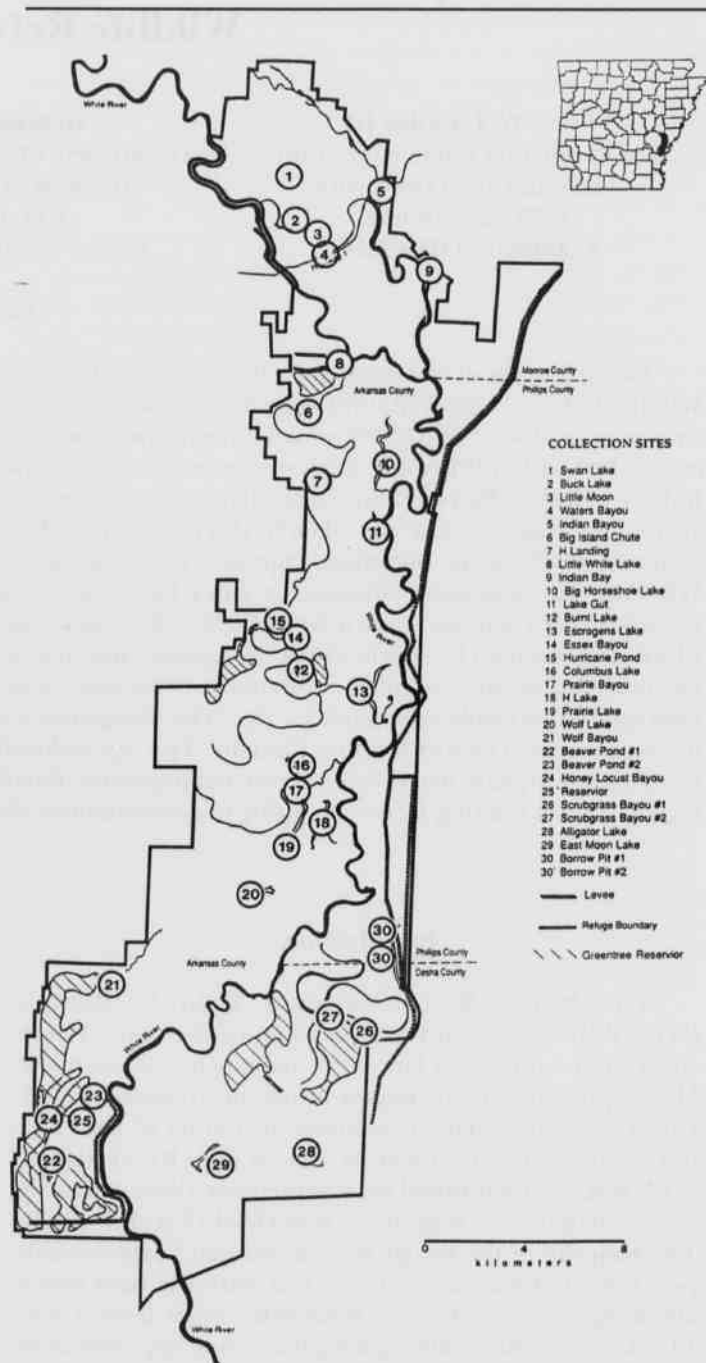 White River
1
2
3
4
5
9
8
Monroe County
Phillips County
Arkansas County
6
10
7
11
COLLECTION SITES
1 Swan Lake
2 Buck Lake
3 Little Moon
4 Waters Bayou
5 Indian Bayou
6 Big Island Chute
7 H Landing
8 Little White Lake
9 Indian Bay
10 Big Horseshoe Lake
11 Lake Gut
12 Burnt Lake
13 Escrogens Lake
14 Essex Bayou
15 Hurricane Pond
16 Columbus Lake
17 Prairie Bayou
18 H Lake
19 Prairie Lake
20 Wolf Lake
21 Wolf Bayou
22 Beaver Pond #1
23 Beaver Pond #2
24 Honey Locust Bayou
25 Reservior
26 Scrubgrass Bayou #1
27 Scrubgrass Bayou #2
28 Alligator Lake
29 East Moon Lake
30 Borrow Pit #1
30' Borrow Pit #2
Levee
Refuge Boundary
Greentree Reservior
15
14
White River
12
13
16
17
18
19
20
30
30
Arkansas County
Phillips County
Desha County
21
27
26
White River
23
24
25
22
29
28
0 4 8
kilometers
White River